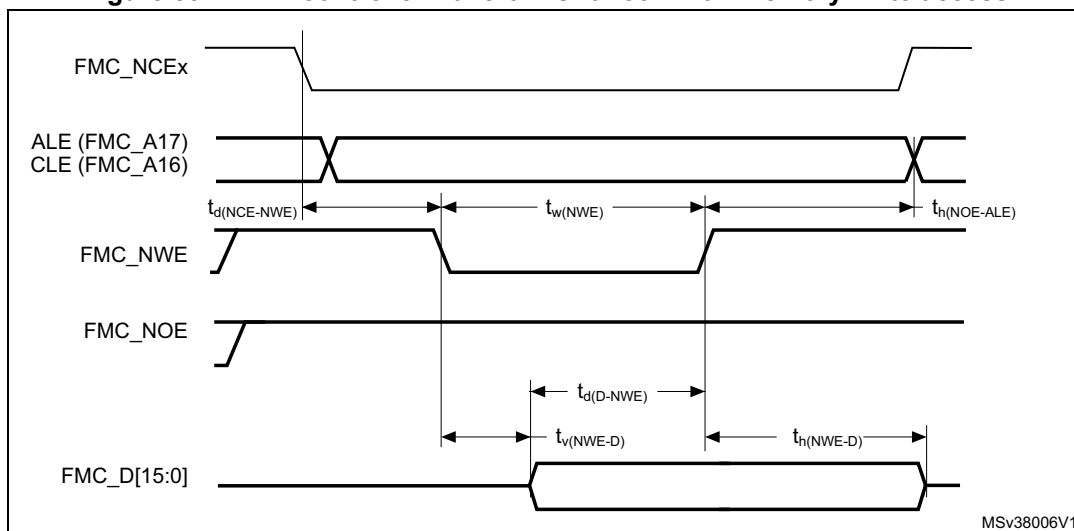 FMC_NCEx
ALE (FMC_A17)
CLE (FMC_A16)
td(NCE-NWE)
tw(NWE)
th(NOE-ALE)
FMC_NWE
FMC_NOE
td(D-NWE)
tv(NWE-D)
th(NWE-D)
FMC_D[15:0]
MSv38006V1